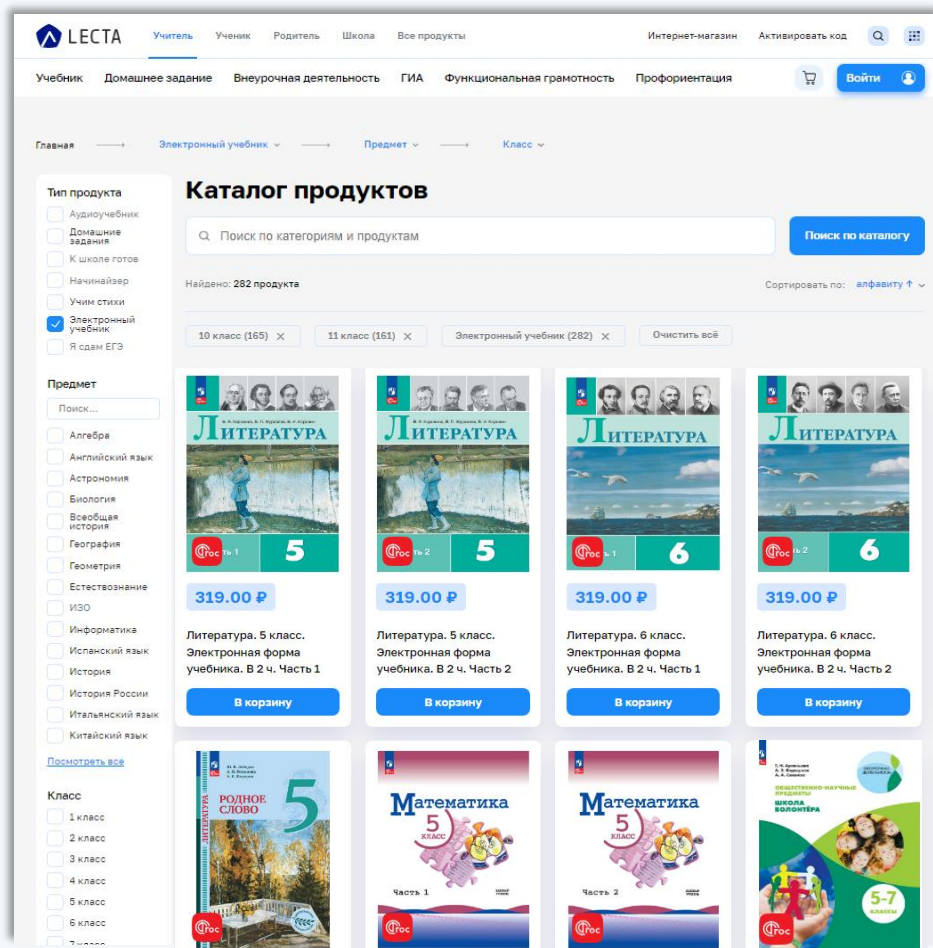 LECTA
Учитель Ученик Родитель Школа Все продукты
Интернет-магазин Активировать код
Учебник Домашнее задание Внеурочная деятельность ГИА Функциональная грамотность Профориентация
Войти
Главная Электронный учебник Предмет Класс
Тип продукта
Аудиоучебник
Домашние
задания
К школе готов
Начинайзер
Учим стихи
Электронный
учебник
Я сдам ЕГЭ
Предмет
Поиск...
Алгебра
Английский язык
Астрономия
Биология
Всеобщая
история
География
Геометрия
Естествознание
ИЗО
Информатика
Испанский язык
История
История России
Итальянский язык
Китайский язык
Посмотреть все
Класс
1 класс
2 класс
3 класс
4 класс
5 класс
6 класс
7 класс
Каталог продуктов
Поиск по категориям и продуктам
Поиск по каталогу
Найдено: 282 продукта
Сортировать по: алфавиту ↑
10 класс (165) ×
11 класс (161) ×
Электронный учебник (282) ×
Очистить всё
ЛИТЕРАТУРА
5
319.00 ₽
Литература. 5 класс.
Электронная форма
учебника. В 2 ч. Часть 1
В корзину
ЛИТЕРАТУРА
5
319.00 ₽
Литература. 5 класс.
Электронная форма
учебника. В 2 ч. Часть 2
В корзину
ЛИТЕРАТУРА
6
319.00 ₽
Литература. 6 класс.
Электронная форма
учебника. В 2 ч. Часть 1
В корзину
ЛИТЕРАТУРА
6
319.00 ₽
Литература. 6 класс.
Электронная форма
учебника. В 2 ч. Часть 2
В корзину
ЛИТЕРАТУРА
РОДНОЕ
СЛОВО
5
Математика
5
КЛАСС
Часть 1
Математика
5
КЛАСС
Часть 2
ОБЩЕСТВЕННО-НАУЧНЫЕ
ПРЕДМЕТЫ
ШКОЛА
ВОЛОНТЁРА
5-7
КЛАССЫ